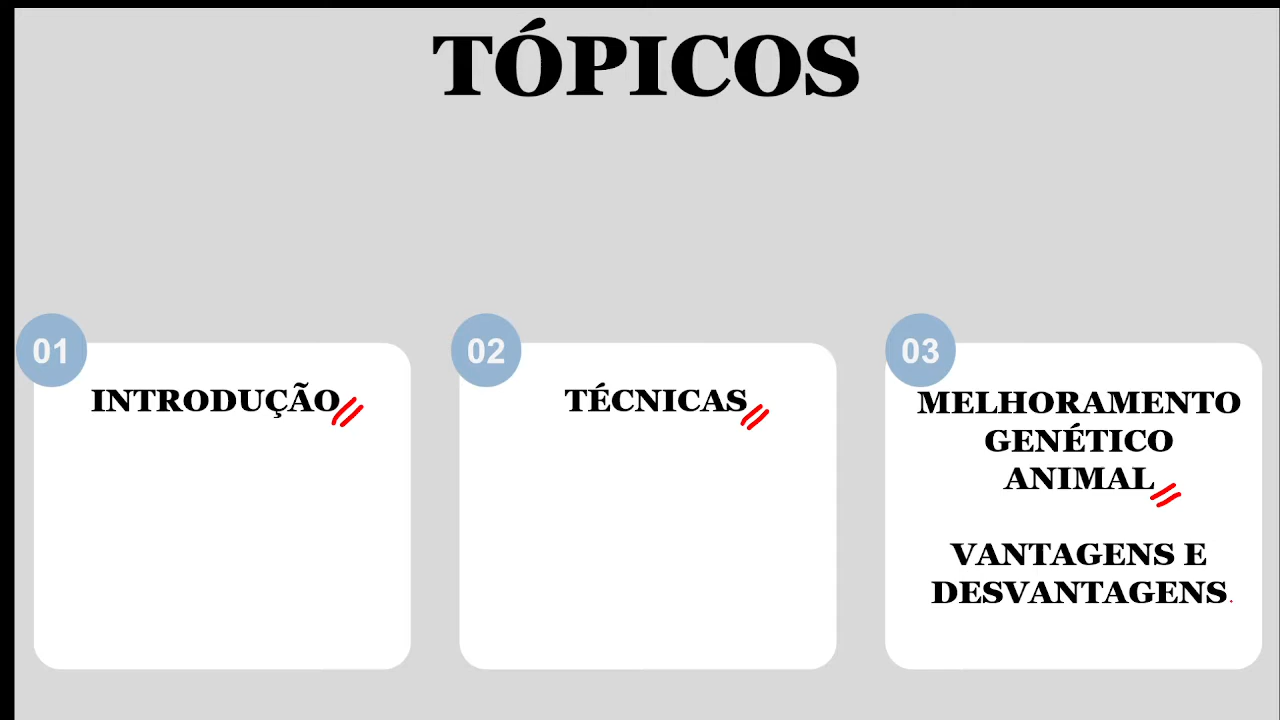 TÓPICOS
01
INTRODUÇÃO
02
TÉCNICAS
03
MELHORAMENTO
GENÉTICO
ANIMAL
VANTAGENS E
DESVANTAGENS